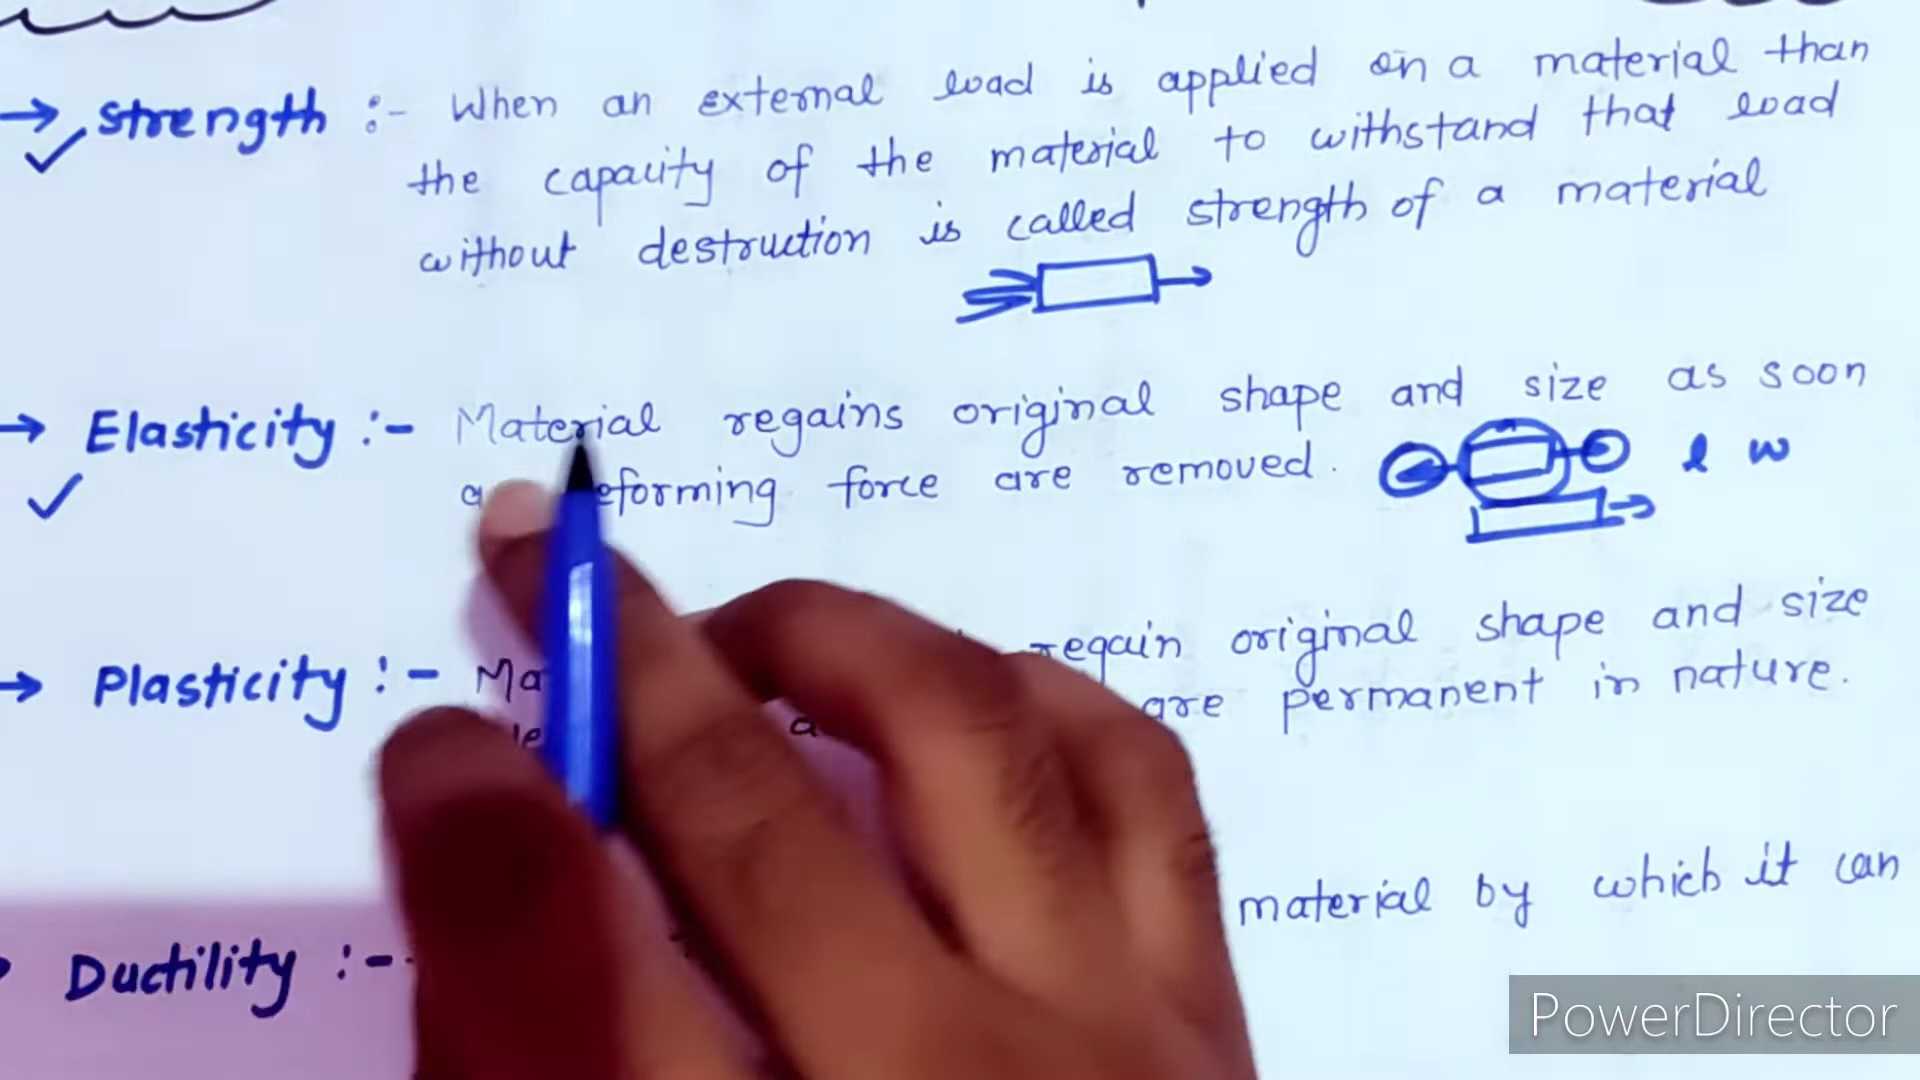 → Strength :- When an external load is applied on a material than
the capacity of the material to withstand that load
without destruction is called strength of a material
→ Elasticity :- Material regains original shape and size as soon
eforming force are removed.
l w
→ Plasticity :- Ma regain original shape and size
are permanent in nature.
Ductility :- material by which it can
PowerDirector